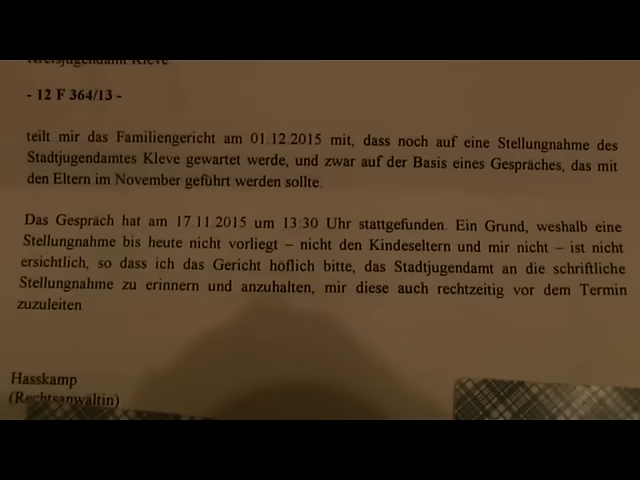 Kreisjugendamt Kleve
- 12 F 364/13 -
teilt mir das Familiengericht am 01.12.2015 mit, dass noch auf eine Stellungnahme des
Stadtjugendamtes Kleve gewartet werde, und zwar auf der Basis eines Gespräches, das mit
den Eltern im November geführt werden sollte.
Das Gespräch hat am 17.11.2015 um 13:30 Uhr stattgefunden. Ein Grund, weshalb eine
Stellungnahme bis heute nicht vorliegt – nicht den Kindeseltern und mir nicht – ist nicht
ersichtlich, so dass ich das Gericht höflich bitte, das Stadtjugendamt an die schriftliche
Stellungnahme zu erinnern und anzuhalten, mir diese auch rechtzeitig vor dem Termin
zuzuleiten.
Hasskamp
(Rechtsanwältin)